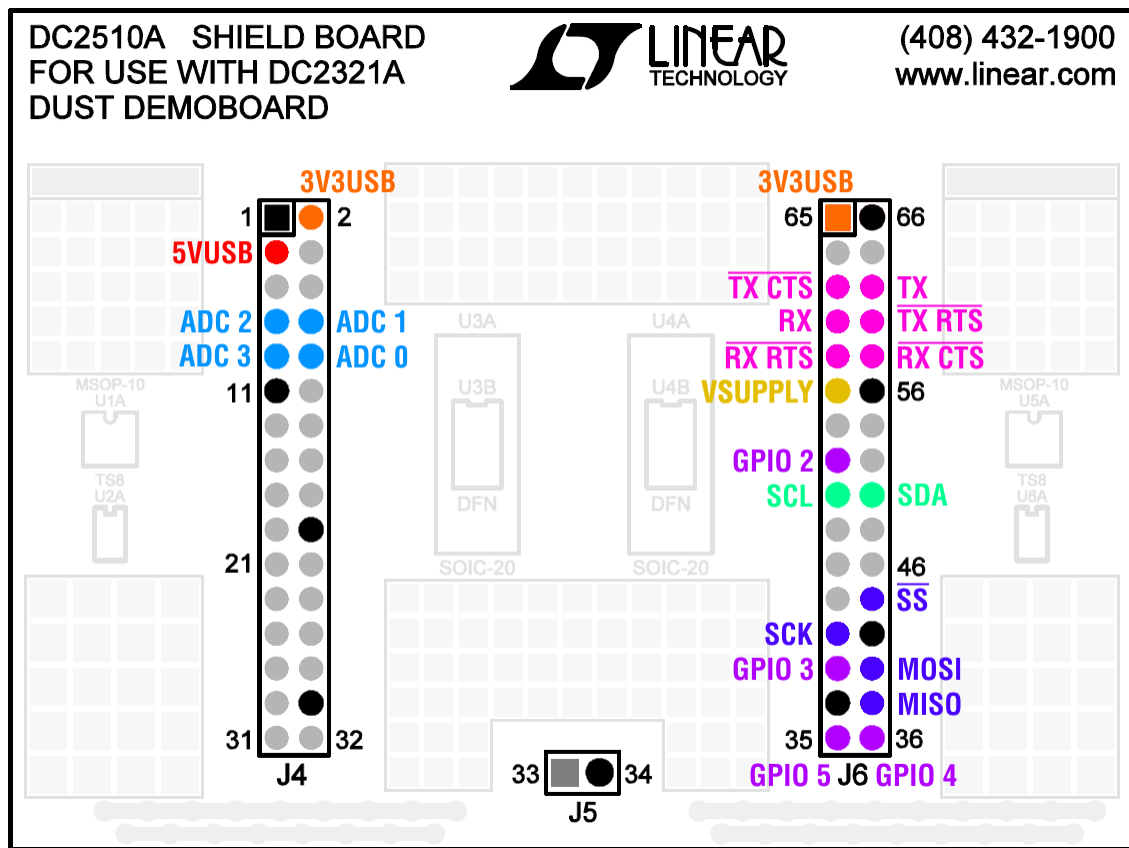 DC2510A SHIELD BOARD
FOR USE WITH DC2321A
DUST DEMOBOARD
LINEAR
TECHNOLOGY
(408) 432-1900
www.linear.com
3V3USB
1
2
5VUSB
ADC 2
ADC 1
ADC 3
ADC 0
11
21
31
32
J4
MSOP-10
U1A
TS8
U2A
U3A
U3B
DFN
SOIC-20
U4A
U4B
DFN
SOIC-20
33
34
J5
3V3USB
65
66
TX CTS
TX
RX
TX RTS
RX RTS
RX CTS
VSUPPLY
56
GPIO 2
SCL
SDA
46
SS
SCK
GPIO 3
MOSI
MISO
35
36
GPIO 5 J6 GPIO 4
MSOP-10
U5A
TS8
U6A